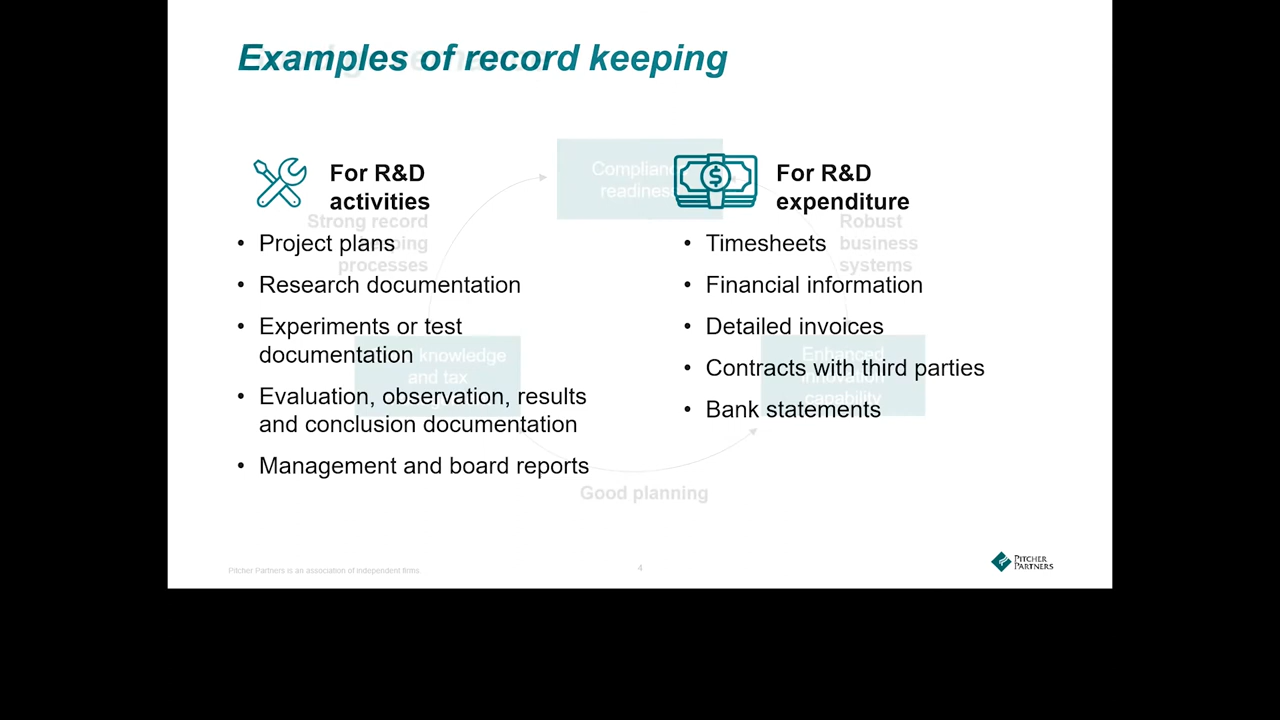 Examples of record keeping
For R&D
activities
• Project plans
• Research documentation
• Experiments or test
documentation
• Evaluation, observation, results
and conclusion documentation
• Management and board reports
For R&D
expenditure
• Timesheets
• Financial information
• Detailed invoices
• Contracts with third parties
• Bank statements
Compliance
readiness
Strong record
keeping
processes
Robust
business
systems
knowledge
and tax
Enhanced
innovation
capability
Good planning
Pitcher Partners is an association of independent firms
4
PITCHER
PARTNERS